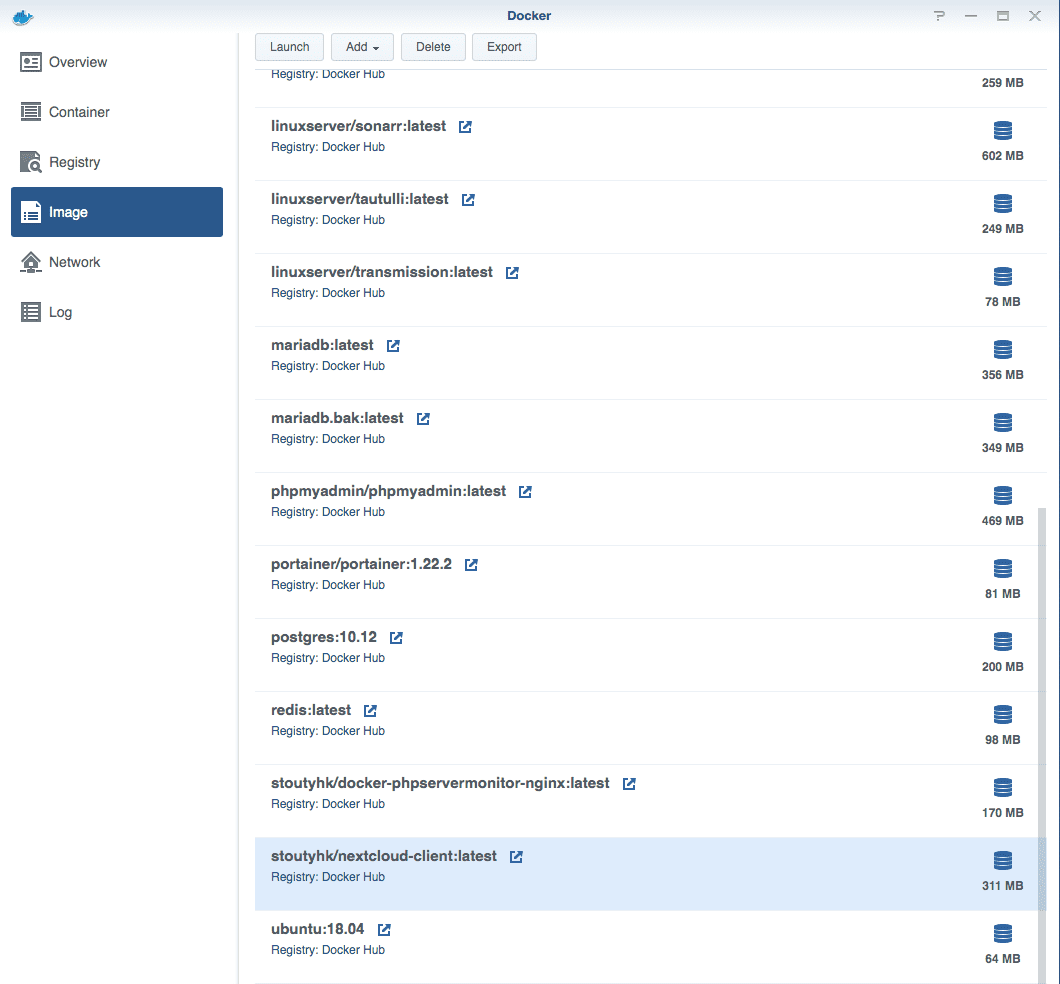 Docker
Overview
Container
Registry
Image
Network
Log
Launch
Add
Delete
Export
Registry: Docker Hub
259 MB
linuxserver/sonarr:latest
Registry: Docker Hub
602 MB
linuxserver/tautulli:latest
Registry: Docker Hub
249 MB
linuxserver/transmission:latest
Registry: Docker Hub
78 MB
mariadb:latest
Registry: Docker Hub
356 MB
mariadb.bak:latest
Registry: Docker Hub
349 MB
phpmyadmin/phpmyadmin:latest
Registry: Docker Hub
469 MB
portainer/portainer:1.22.2
Registry: Docker Hub
81 MB
postgres:10.12
Registry: Docker Hub
200 MB
redis:latest
Registry: Docker Hub
98 MB
stoutyhk/docker-phpservermonitor-nginx:latest
Registry: Docker Hub
170 MB
stoutyhk/nextcloud-client:latest
Registry: Docker Hub
311 MB
ubuntu:18.04
Registry: Docker Hub
64 MB